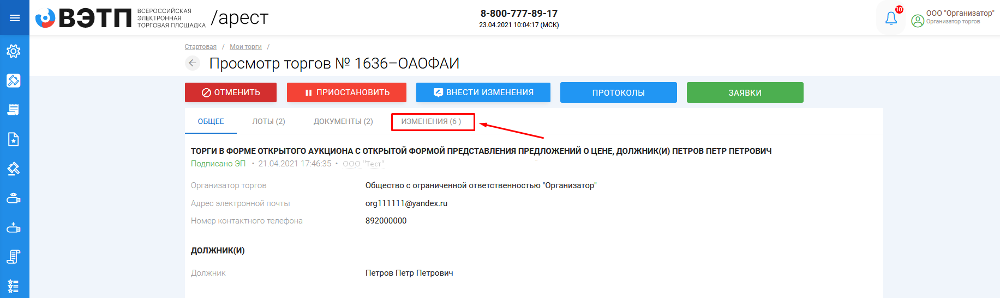 ВЭТП ВСЕРОССИЙСКАЯ ЭЛЕКТРОННАЯ ТОРГОВАЯ ПЛОЩАДКА /арест
8-800-777-89-17
23.04.2021 10:04:17 (МСК)
10
ООО "Организатор"
Организатор торгов
Стартовая / Мои торги /
Просмотр торгов № 1636–ОАОФАИ
ОТМЕНИТЬ ПРИОСТАНОВИТЬ ВНЕСТИ ИЗМЕНЕНИЯ ПРОТОКОЛЫ ЗАЯВКИ
ОБЩЕЕ ЛОТЫ (2) ДОКУМЕНТЫ (2) ИЗМЕНЕНИЯ (6 )
ТОРГИ В ФОРМЕ ОТКРЫТОГО АУКЦИОНА С ОТКРЫТОЙ ФОРМОЙ ПРЕДСТАВЛЕНИЯ ПРЕДЛОЖЕНИЙ О ЦЕНЕ, ДОЛЖНИК(И) ПЕТРОВ ПЕТР ПЕТРОВИЧ
Подписано ЭП • 21.04.2021 17:46:35 • ООО "Тест"
Организатор торгов Общество с ограниченной ответственностью "Организатор"
Адрес электронной почты org111111@yandex.ru
Номер контактного телефона 892000000
ДОЛЖНИК(И)
Должник Петров Петр Петрович